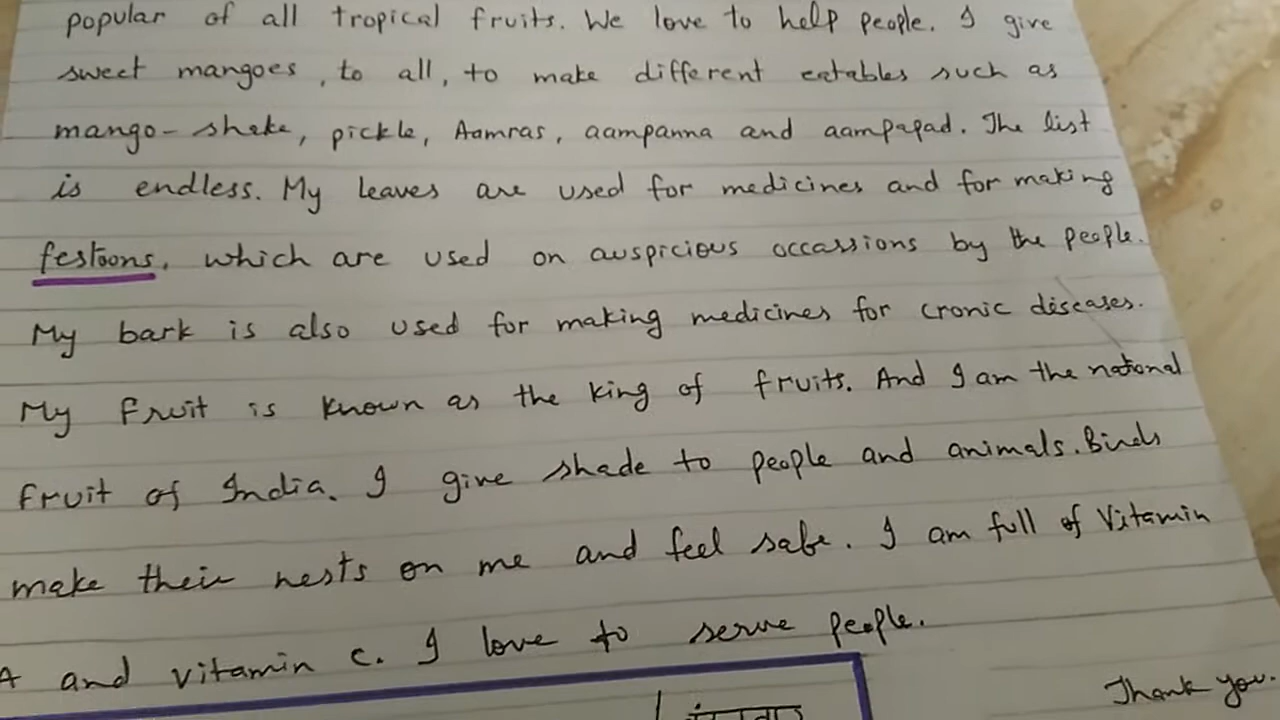 popular of all tropical fruits. We love to help people. I give
sweet mangoes, to all, to make different eatables such as
mango-sheke, pickle, Aamras, aampanna and aampapad. The list
is endless. My leaves are used for medicines and for making
festoons, which are used on auspicious occassions by the people.
My bark is also used for making medicines for cronic diseases.
My fruit is known as the king of fruits. And I am the national
fruit of India. I give shade to people and animals. Birds
make their nests on me and feel safe. I am full of Vitamin
A and vitamin c. I love to serve people.
Thank you.